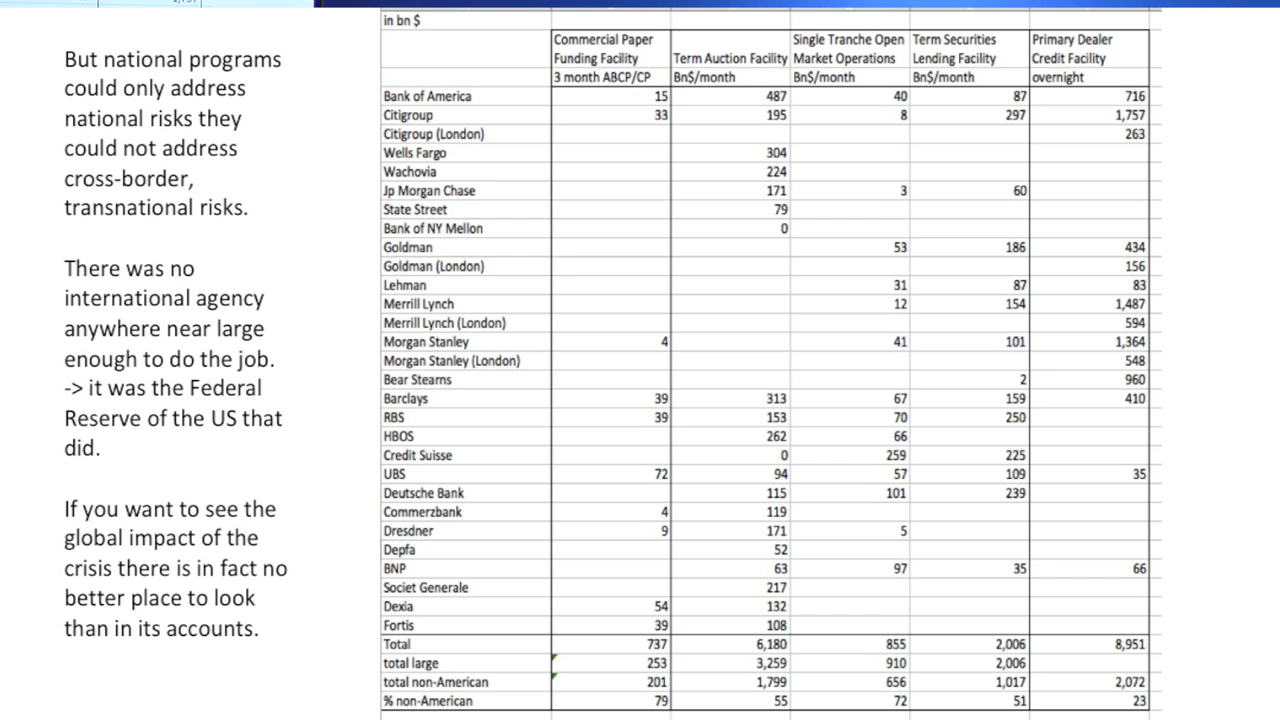 But national programs
could only address
national risks they
could not address
cross-border,
transnational risks.
There was no
international agency
anywhere near large
enough to do the job.
-> it was the Federal
Reserve of the US that
did.
If you want to see the
global impact of the
crisis there is in fact no
better place to look
than in its accounts.
in bn $
Commercial Paper Single Tranche Open Term Securities Primary Dealer
Funding Facility Term Auction Facility Market Operations Lending Facility Credit Facility
3 month ABCP/CP Bn$/month Bn$/month Bn$/month overnight
Bank of America 15 487 40 87 716
Citigroup 33 195 8 297 1,757
Citigroup (London) 263
Wells Fargo 304
Wachovia 224
Jp Morgan Chase 171 3 60
State Street 79
Bank of NY Mellon 0
Goldman 53 186 434
Goldman (London) 156
Lehman 31 87 83
Merrill Lynch 12 154 1,487
Merrill Lynch (London) 594
Morgan Stanley 4 41 101 1,364
Morgan Stanley (London) 548
Bear Stearns 2 960
Barclays 39 313 67 159 410
RBS 39 153 70 250
HBOS 262 66
Credit Suisse 0 259 225
UBS 72 94 57 109 35
Deutsche Bank 115 101 239
Commerzbank 4 119
Dresdner 9 171 5
Depfa 52
BNP 63 97 35 66
Societ Generale 217
Dexia 54 132
Fortis 39 108
Total 737 6,180 855 2,006 8,951
total large 253 3,259 910 2,006
total non-American 201 1,799 656 1,017 2,072
% non-American 79 55 72 51 23